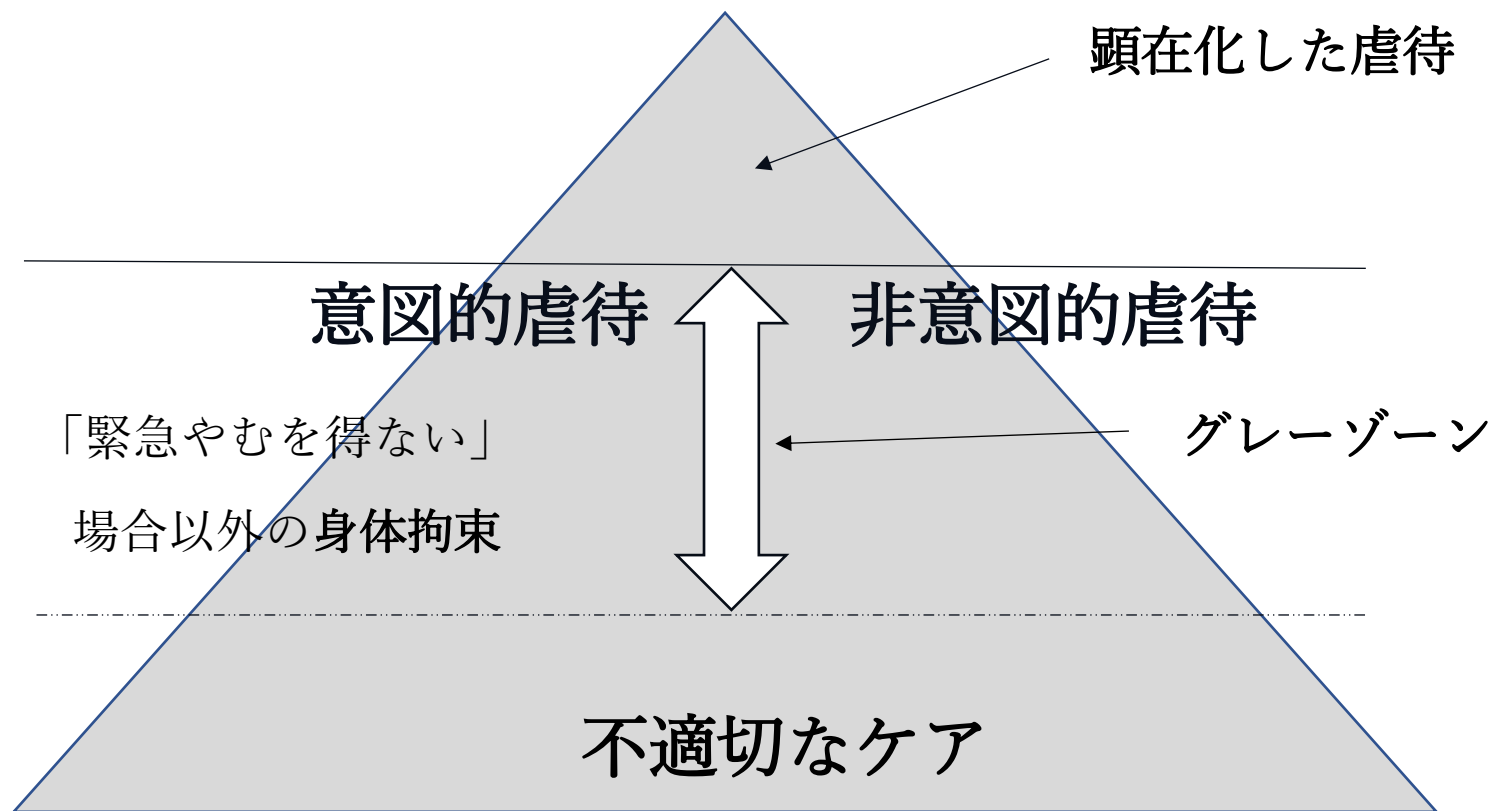 顕在化した虐待
意図的虐待
非意図的虐待
「緊急やむを得ない」
場合以外の身体拘束
グレーゾーン
不適切なケア